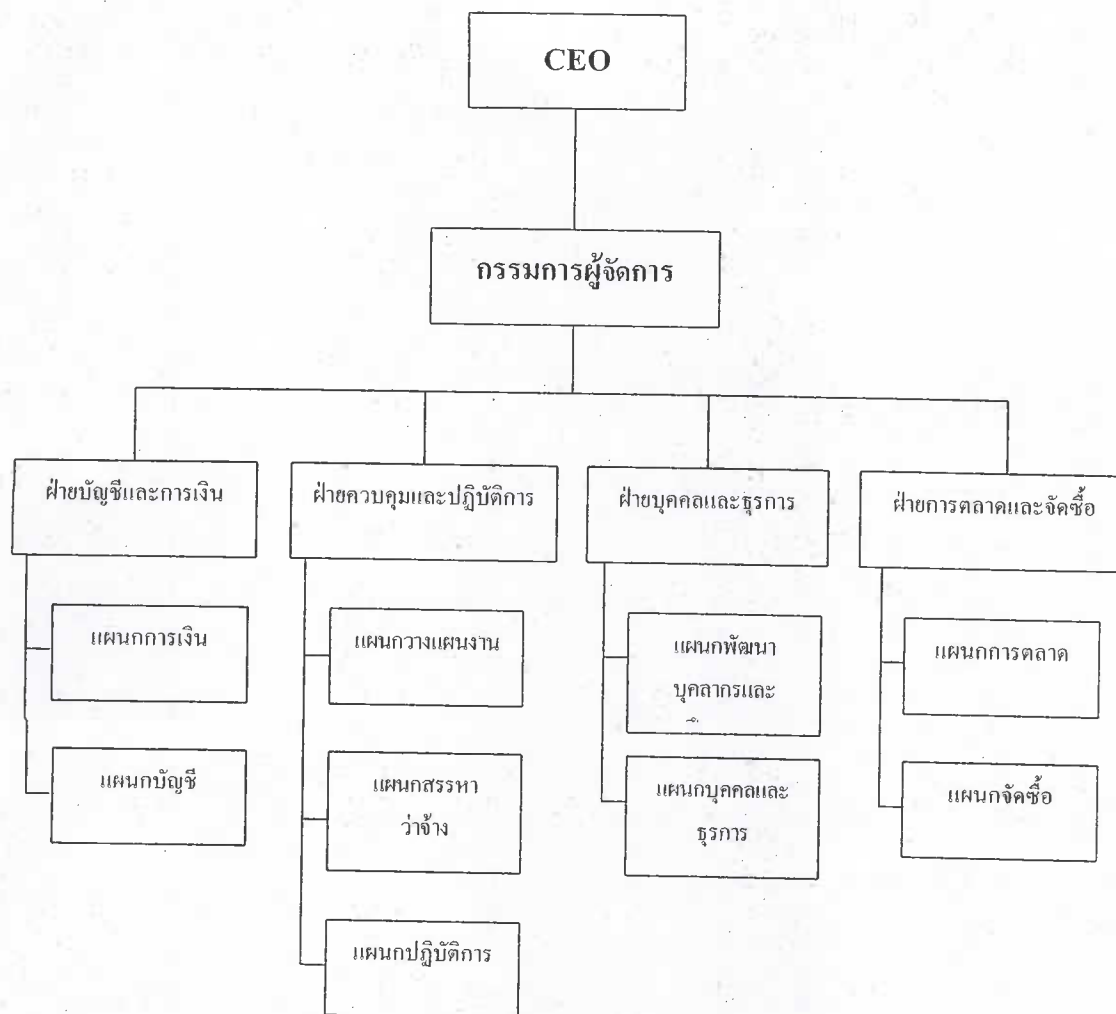 CEO
กรรมการผู้จัดการ
ฝ่ายบัญชีและการเงิน
ฝ่ายควบคุมและปฏิบัติการ
ฝ่ายบุคคลและธุรการ
ฝ่ายการตลาดและจัดซื้อ
แผนกการเงิน
แผนกวางแผนงาน
แผนกพัฒนา
บุคลากรและ
แผนกการตลาด
แผนกบัญชี
แผนกสรรหา
ว่าจ้าง
แผนกบุคคลและ
ธุรการ
แผนกจัดซื้อ
แผนกปฏิบัติการ